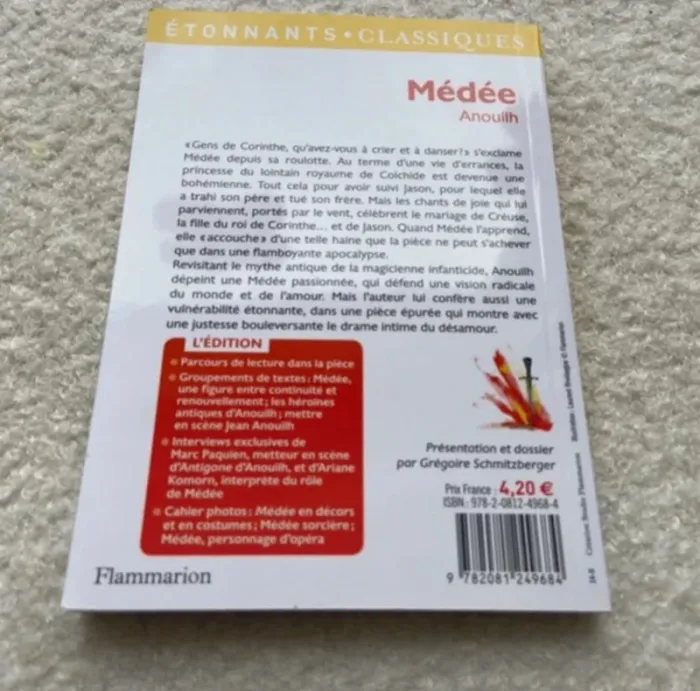 ÉTONNANTS • CLASSIQUES
Médée
Anouilh
« Gens de Corinthe, qu'avez-vous à crier et à danser? » s'exclame
Médée depuis sa roulotte. Au terme d'une vie d'errances, la
princesse du lointain royaume de Colchide est devenue une
bohémienne. Tout cela pour avoir suivi Jason, pour lequel elle
a trahi son père et tué son frère. Mais les chants de joie qui lui
parviennent, portés par le vent, célèbrent le mariage de Créuse,
la fille du roi de Corinthe... et de Jason. Quand Médée l'apprend,
elle « accouche » d'une telle haine que la pièce ne peut s'achever
que dans une flamboyante apocalypse.
Revisitant le mythe antique de la magicienne infanticide, Anouilh
dépeint une Médée passionnée, qui défend une vision radicale
du monde et de l'amour. Mais l'auteur lui confère aussi une
vulnérabilité étonnante, dans une pièce épurée qui montre avec
une justesse bouleversante le drame intime du désamour.
L'ÉDITION
• Parcours de lecture dans la pièce
• Groupements de textes : Médée,
une figure entre continuité et
renouvellement ; les héroïnes
antiques d'Anouilh ; mettre
en scène Jean Anouilh
• Interviews exclusives de
Marc Paquien, metteur en scène
d'Antigone d'Anouilh, et d'Ariane
Komorn, interprète du rôle
de Médée
• Cahier photos : Médée en décors
et en costumes ; Médée sorcière ;
Médée, personnage d'opéra
Présentation et dossier
par Grégoire Schmitzberger
Prix France : 4,20 €
ISBN : 978-2-0812-4968-4
9 782081 249684
Flammarion
14-II
Création Studio Flammarion
Illustration : Laurent Boulègue © Flammarion